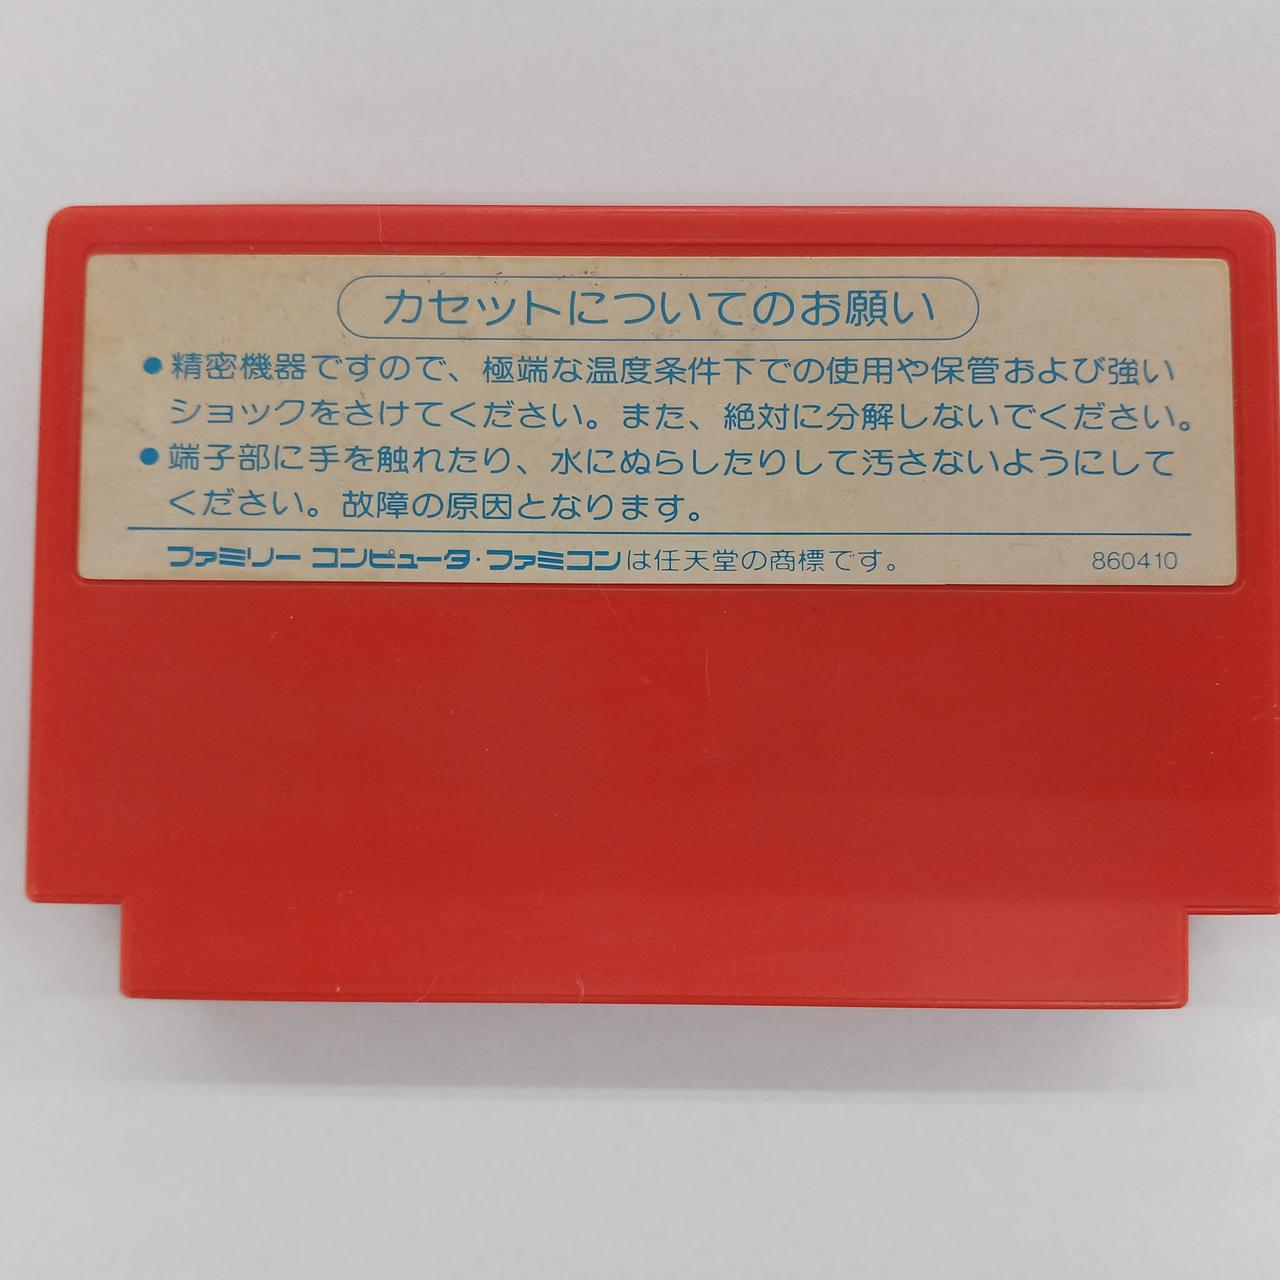 カセットについてのお願い
●精密機器ですので、極端な温度条件下での使用や保管および強い
ショックをさけてください。また、絶対に分解しないでください。
●端子部に手を触れたり、水にぬらしたりして汚さないようにして
ください。故障の原因となります。
ファミリー コンピュータ・ファミコンは任天堂の商標です。 860410